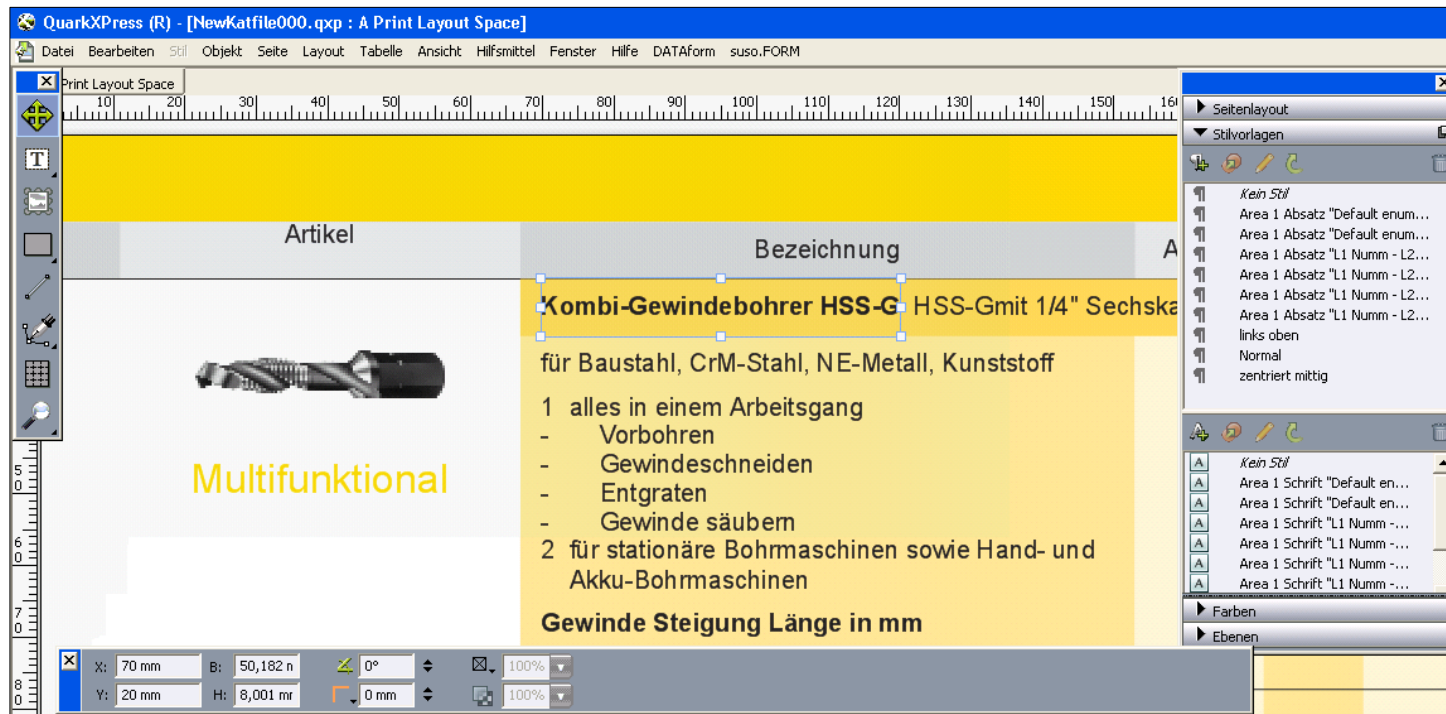 QuarkXPress (R) - [NewKatfile000.qxp : A Print Layout Space]
Datei Bearbeiten Stil Objekt Seite Layout Tabelle Ansicht Hilfsmittel Fenster Hilfe DATAform suso.FORM
Print Layout Space
10 20 30 40 50 60 70 80 90 100 110 120 130 140 150 16
Artikel
Bezeichnung
A
Kombi-Gewindebohrer HSS-G HSS-Gmit 1/4" Sechska
für Baustahl, CrM-Stahl, NE-Metall, Kunststoff
1 alles in einem Arbeitsgang
- Vorbohren
- Gewindeschneiden
- Entgraten
- Gewinde säubern
2 für stationäre Bohrmaschinen sowie Hand- und
Akku-Bohrmaschinen
Gewinde Steigung Länge in mm
Multifunktional
5 0
6 0
7 0
8 0
Seitenlayout
Stilvorlagen
Kein Stil
Area 1 Absatz "Default enum...
Area 1 Absatz "Default enum...
Area 1 Absatz "L1 Numm - L2...
Area 1 Absatz "L1 Numm - L2...
Area 1 Absatz "L1 Numm - L2...
Area 1 Absatz "L1 Numm - L2...
links oben
Normal
zentriert mittig
Kein Stil
Area 1 Schrift "Default en...
Area 1 Schrift "Default en...
Area 1 Schrift "L1 Numm -...
Area 1 Schrift "L1 Numm -...
Area 1 Schrift "L1 Numm -...
Area 1 Schrift "L1 Numm -...
Farben
Ebenen
X: 70 mm B: 50,182 n 0° 100%
Y: 20 mm H: 8,001 mr 0 mm 100%